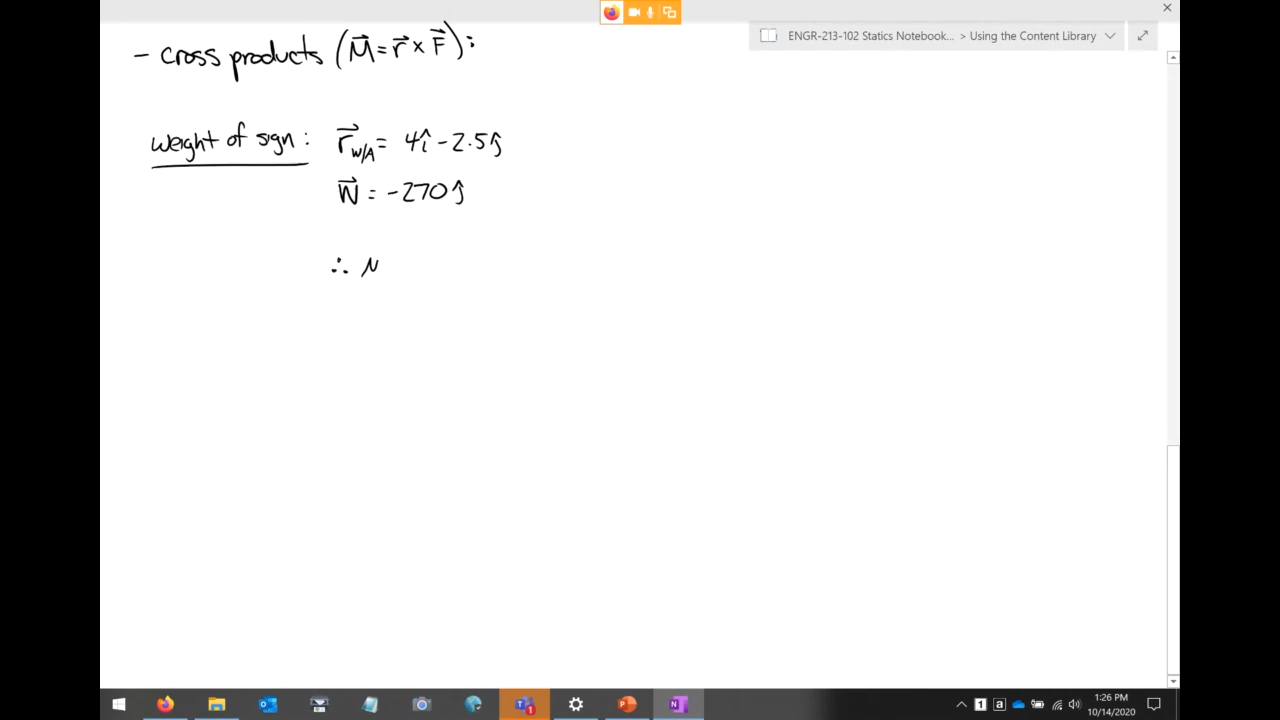 ENGR-213-102 Statics Notebook... > Using the Content Library
- cross products (M⃗ = r⃗ × F⃗):
weight of sign: r⃗_W/A = 4î - 2.5ĵ
W⃗ = -270ĵ
∴ M
1:26 PM
10/14/2020